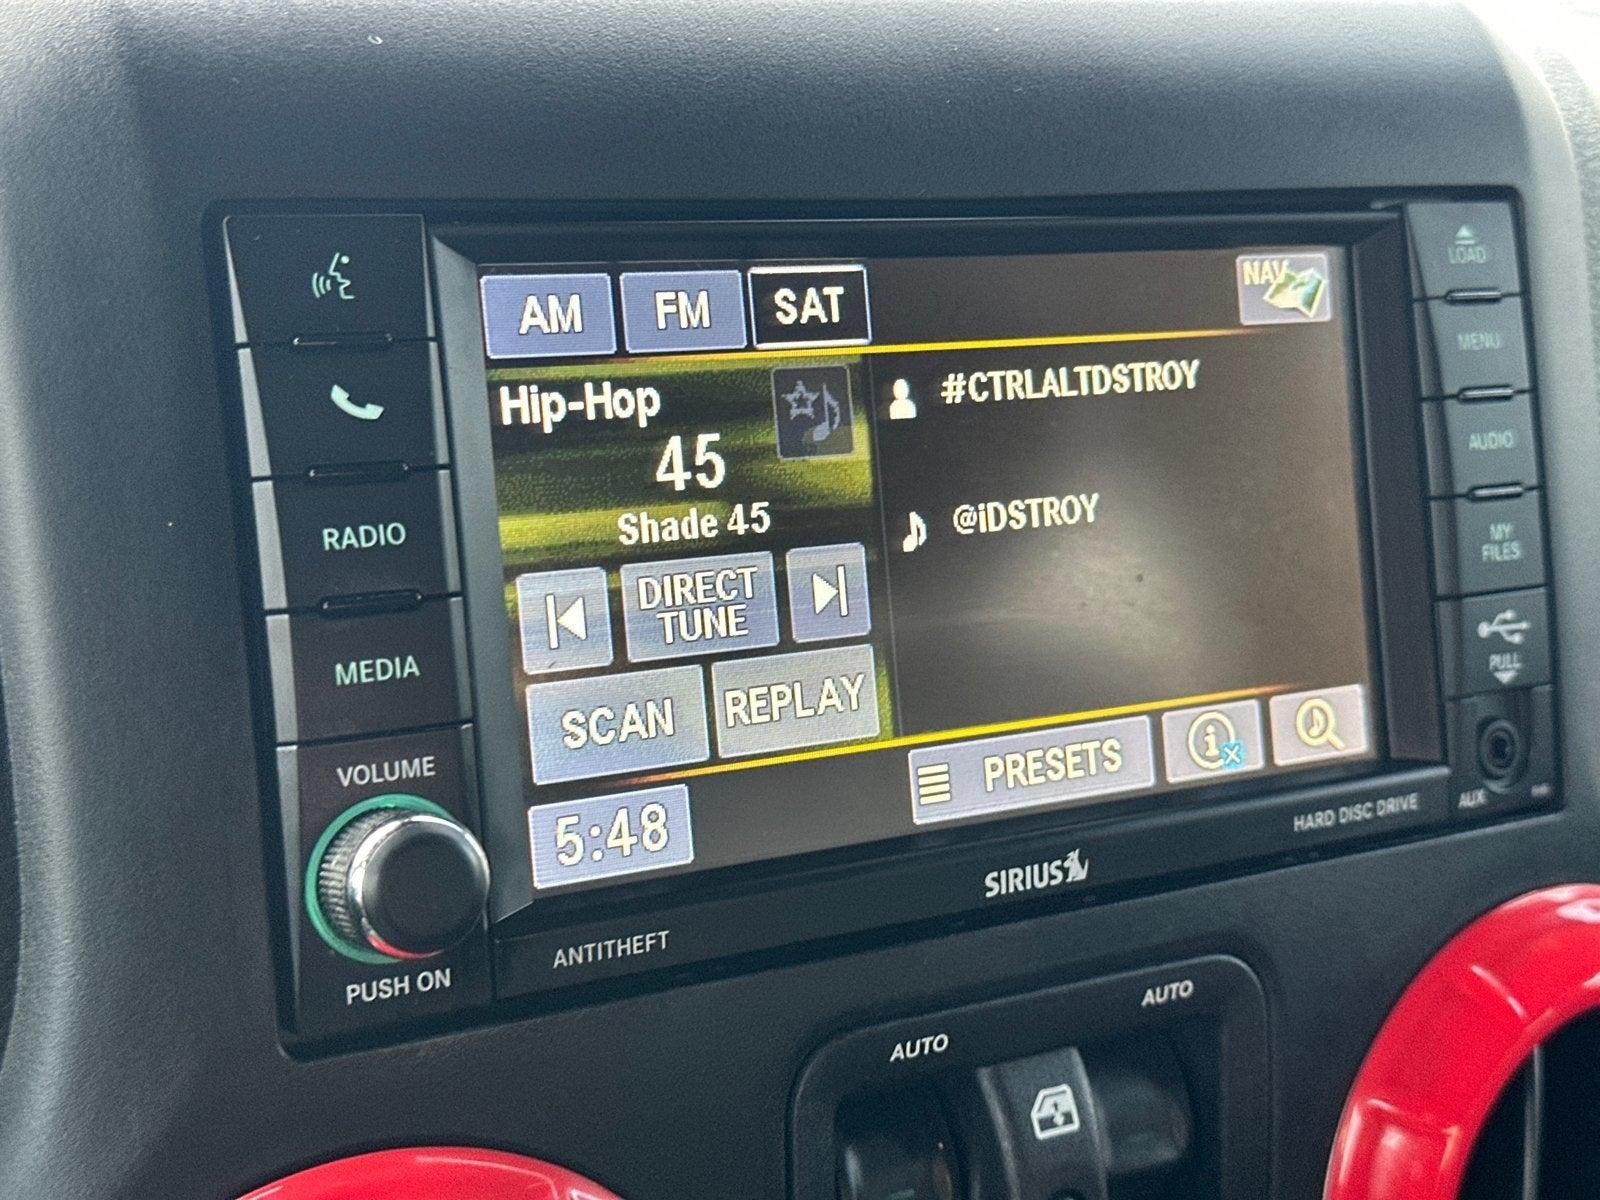 LOAD
AM FM SAT
NAV
MENU
Hip-Hop
#CTRLALTDSTROY
45
AUDIO
Shade 45
@iDSTROY
RADIO
MY
FILES
DIRECT
TUNE
MEDIA
SCAN
REPLAY
PULL
VOLUME
PRESETS
5:48
AUX
HARD DISC DRIVE
SIRIUS
ANTITHEFT
PUSH ON
AUTO
AUTO